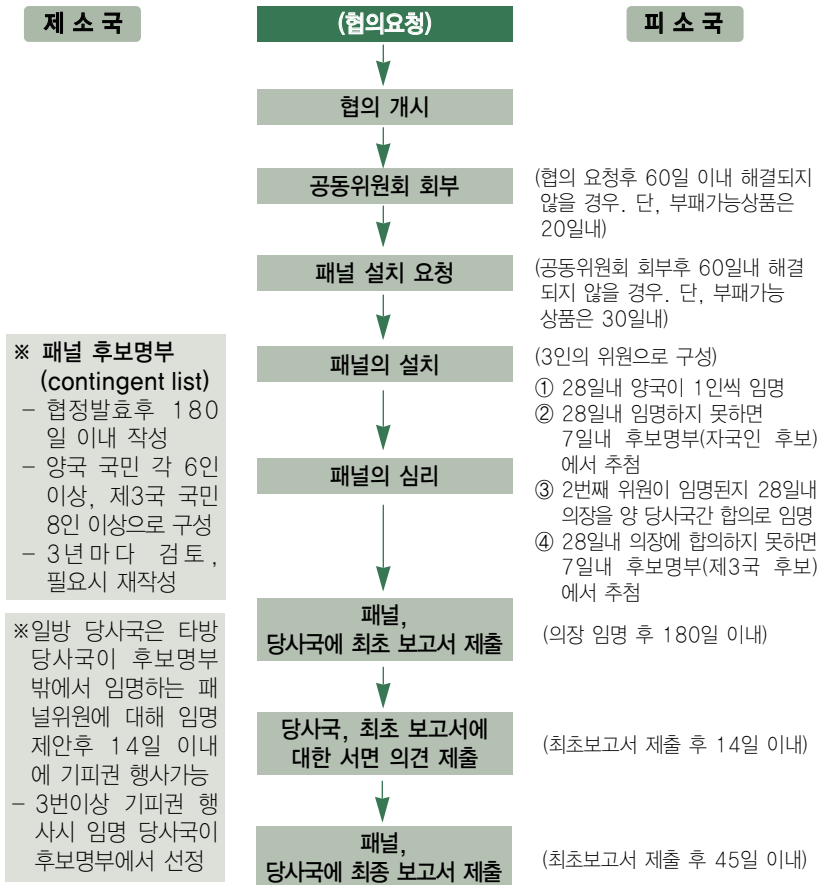 제 소 국
(협의요청)
피 소 국
협의 개시
공동위원회 회부
(협의 요청후 60일 이내 해결되지
않을 경우. 단, 부패가능상품은
20일내)
패널 설치 요청
(공동위원회 회부후 60일내 해결
되지 않을 경우. 단, 부패가능
상품은 30일내)
※ 패널 후보명부
(contingent list)
- 협정발효후 180
일 이내 작성
- 양국 국민 각 6인
이상, 제3국 국민
8인 이상으로 구성
- 3년마다 검토,
필요시 재작성
패널의 설치
(3인의 위원으로 구성)
① 28일내 양국이 1인씩 임명
② 28일내 임명하지 못하면
7일내 후보명부(자국인 후보)
에서 추첨
③ 2번째 위원이 임명된지 28일내
의장을 양 당사국간 합의로 임명
④ 28일내 의장에 합의하지 못하면
7일내 후보명부(제3국 후보)
에서 추첨
패널의 심리
※일방 당사국은 타방
당사국이 후보명부
밖에서 임명하는 패
널위원에 대해 임명
제안후 14일 이내
에 기피권 행사가능
- 3번이상 기피권 행
사시 임명 당사국이
후보명부에서 선정
패널,
당사국에 최초 보고서 제출
(의장 임명 후 180일 이내)
당사국, 최초 보고서에
대한 서면 의견 제출
(최초보고서 제출 후 14일 이내)
패널,
당사국에 최종 보고서 제출
(최초보고서 제출 후 45일 이내)